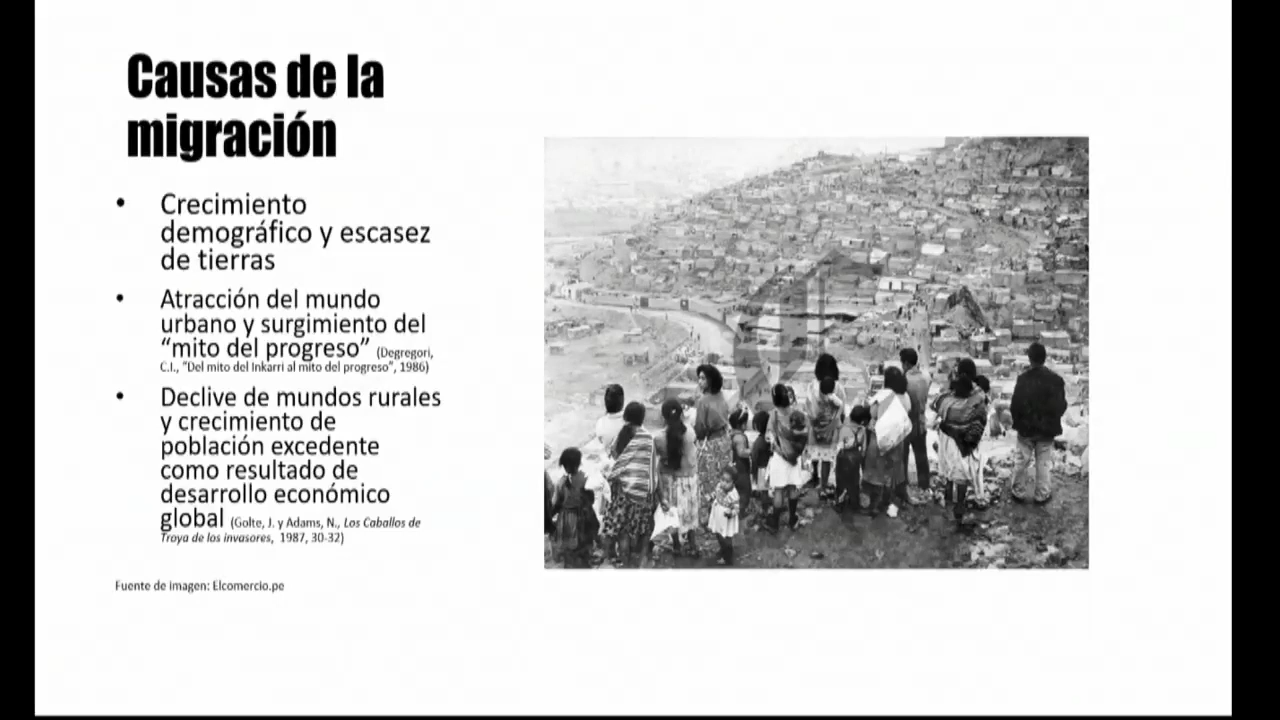 Causas de la
migración
• Crecimiento
demográfico y escasez
de tierras
• Atracción del mundo
urbano y surgimiento del
“mito del progreso” (Degregori,
C.I., “Del mito del Inkarri al mito del progreso”, 1986)
• Declive de mundos rurales
y crecimiento de
población excedente
como resultado de
desarrollo económico
global (Golte, J. y Adams, N., Los Caballos de
Troya de los invasores, 1987, 30-32)
Fuente de imagen: Elcomercio.pe